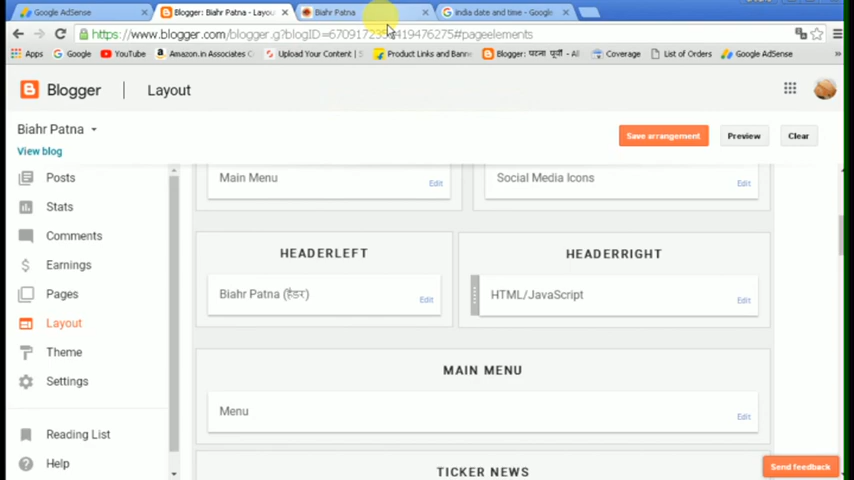 Google AdSense
Blogger: Biahr Patna - Layou
Biahr Patna
india date and time - Google
https://www.blogger.com/blogger.g?blogID=67091723 419476275#pageelements
Apps
Google
YouTube
Amazon.in Associates C
Upload Your Content | S
Product Links and Bann
Blogger: पटना पूर्वी - All
Coverage
List of Orders
Google AdSense
»
Blogger
Layout
Biahr Patna
View blog
Save arrangement
Preview
Clear
Posts
Stats
Comments
Earnings
Pages
Layout
Theme
Settings
Reading List
Help
Main Menu
Edit
Social Media Icons
Edit
HEADERLEFT
Biahr Patna (हैडर)
Edit
HEADERRIGHT
HTML/JavaScript
Edit
MAIN MENU
Menu
Edit
TICKER NEWS
Send feedback